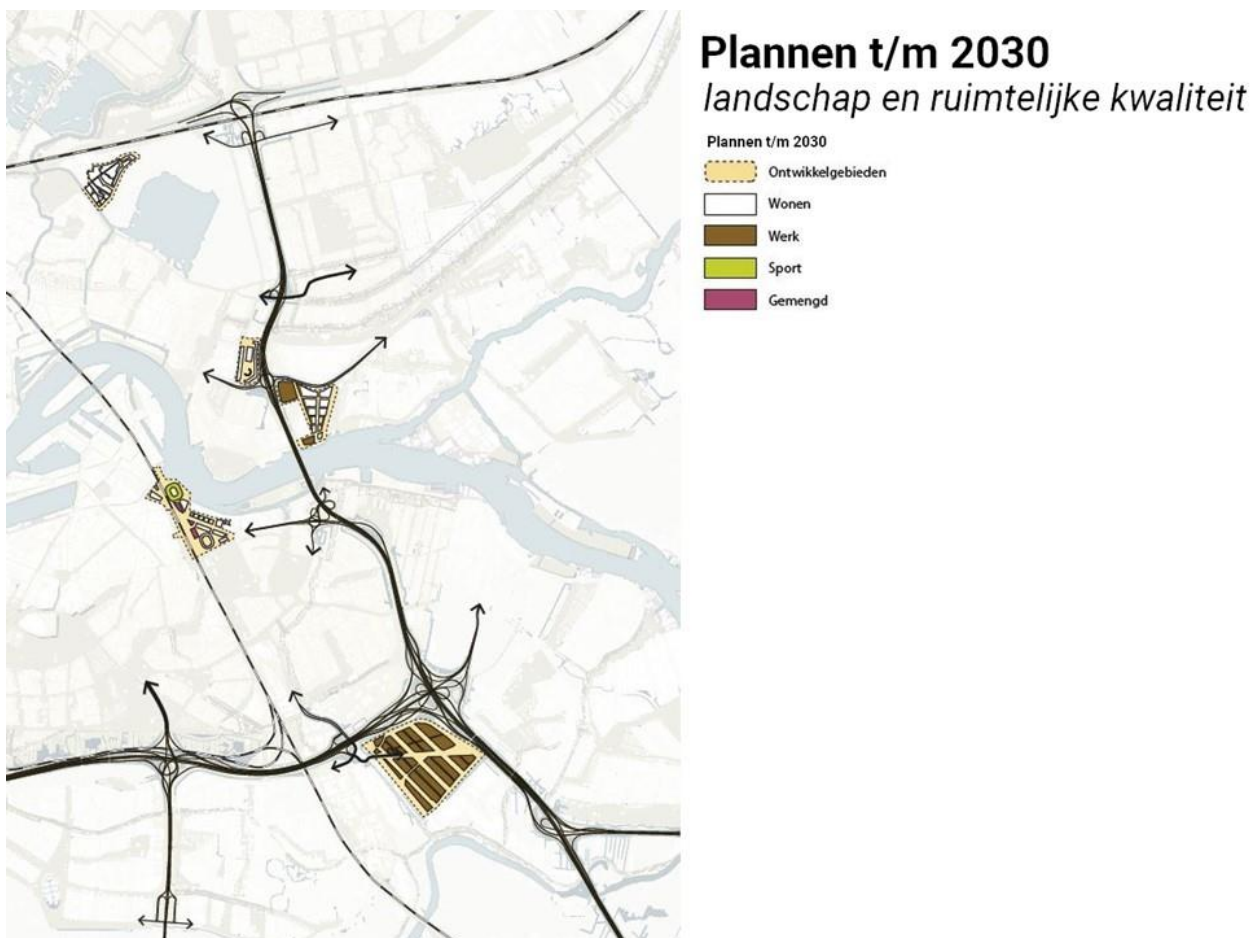 Plannen t/m 2030
landschap en ruimtelijke kwaliteit
Plannen t/m 2030
Ontwikkelgebieden
Wonen
Werk
Sport
Gemengd